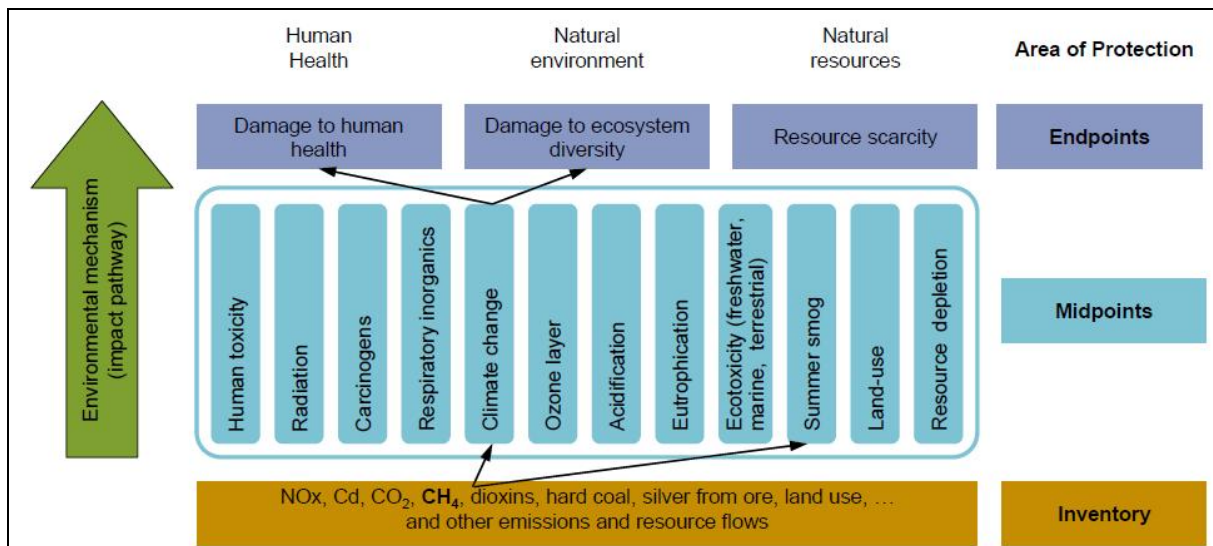 Human
Health
Natural
environment
Natural
resources
Area of Protection
Damage to human
health
Damage to ecosystem
diversity
Resource scarcity
Endpoints
Environmental mechanism
(impact pathway)
Human toxicity
Radiation
Carcinogens
Respiratory inorganics
Climate change
Ozone layer
Acidification
Eutrophication
Ecotoxicity (freshwater,
marine, terrestrial)
Summer smog
Land-use
Resource depletion
Midpoints
NOx, Cd, CO₂, CH₄, dioxins, hard coal, silver from ore, land use, …
and other emissions and resource flows
Inventory